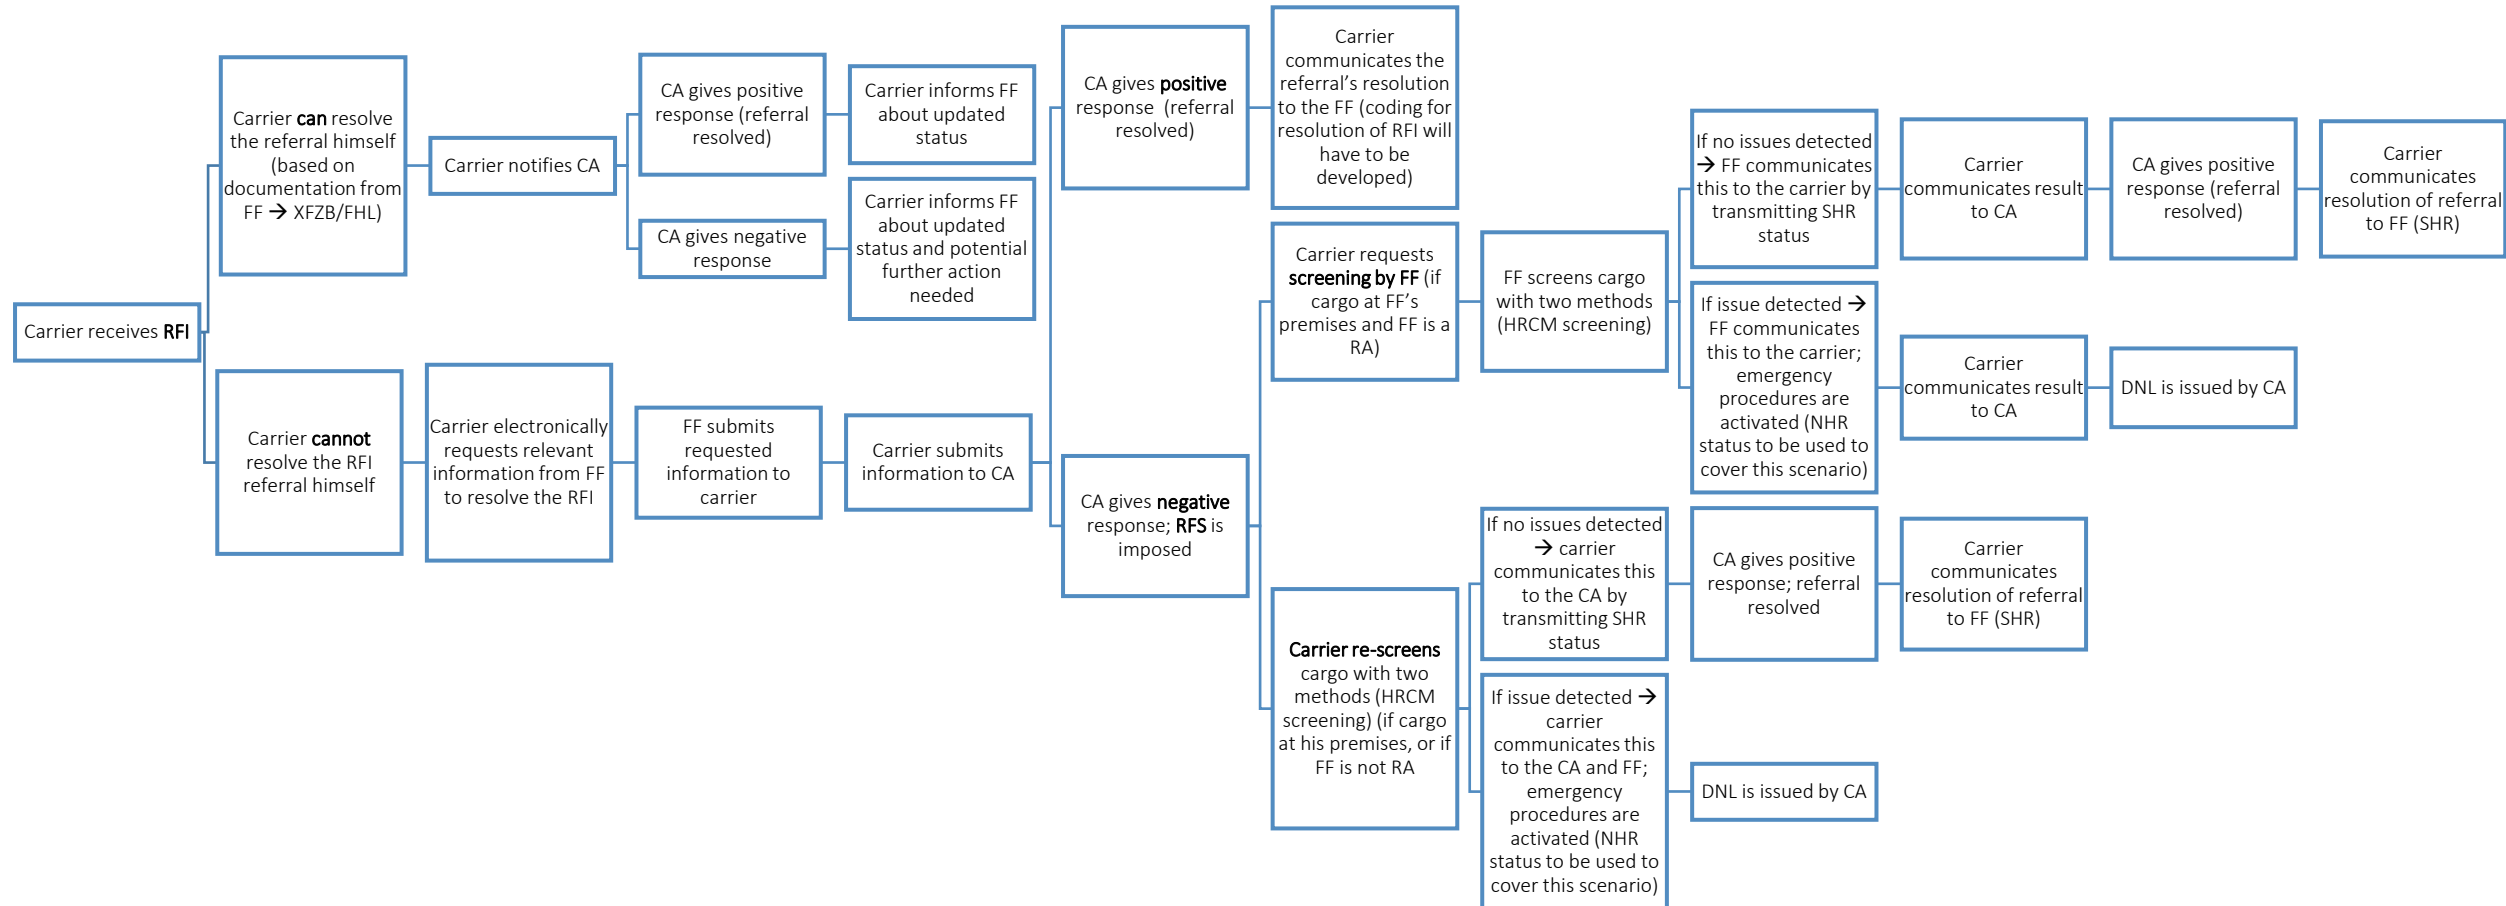 Carrier receives RFI
Carrier can resolve
the referral himself
(based on
documentation from
FF → XFZB/FHL)
Carrier notifies CA
CA gives positive
response (referral
resolved)
Carrier informs FF
about updated
status
CA gives negative
response
Carrier informs FF
about updated
status and potential
further action
needed
Carrier cannot
resolve the RFI
referral himself
Carrier electronically
requests relevant
information from FF
to resolve the RFI
FF submits
requested
information to
carrier
Carrier submits
information to CA
CA gives positive
response (referral
resolved)
Carrier
communicates the
referral’s resolution
to the FF (coding for
resolution of RFI will
have to be
developed)
CA gives negative
response; RFS is
imposed
Carrier requests
screening by FF (if
cargo at FF’s
premises and FF is a
RA)
FF screens cargo
with two methods
(HRCM screening)
If no issues detected
→ FF communicates
this to the carrier by
transmitting SHR
status
Carrier
communicates result
to CA
CA gives positive
response (referral
resolved)
Carrier
communicates
resolution of referral
to FF (SHR)
If issue detected →
FF communicates
this to the carrier;
emergency
procedures are
activated (NHR
status to be used to
cover this scenario)
Carrier
communicates result
to CA
DNL is issued by CA
Carrier re-screens
cargo with two
methods (HRCM
screening) (if cargo
at his premises, or if
FF is not RA
If no issues detected
→ carrier
communicates this
to the CA by
transmitting SHR
status
CA gives positive
response; referral
resolved
Carrier
communicates
resolution of referral
to FF (SHR)
If issue detected →
carrier
communicates this
to the CA and FF;
emergency
procedures are
activated (NHR
status to be used to
cover this scenario)
DNL is issued by CA